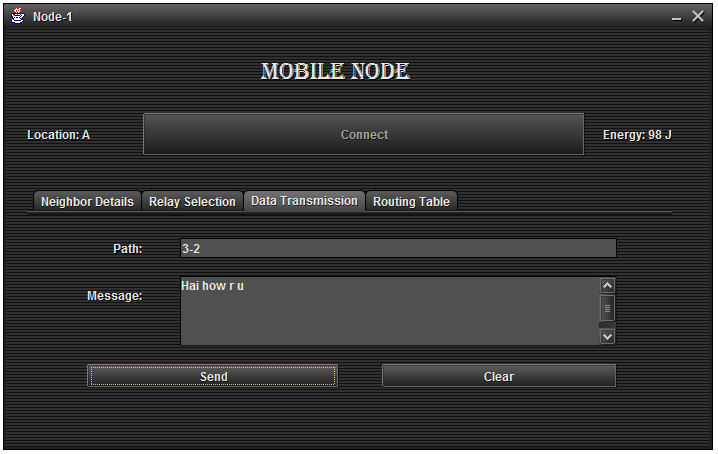 Node-1
MOBILE NODE
Location: A
Connect
Energy: 98 J
Neighbor Details
Relay Selection
Data Transmission
Routing Table
Path:
3-2
Message:
Hai how r u
Send
Clear